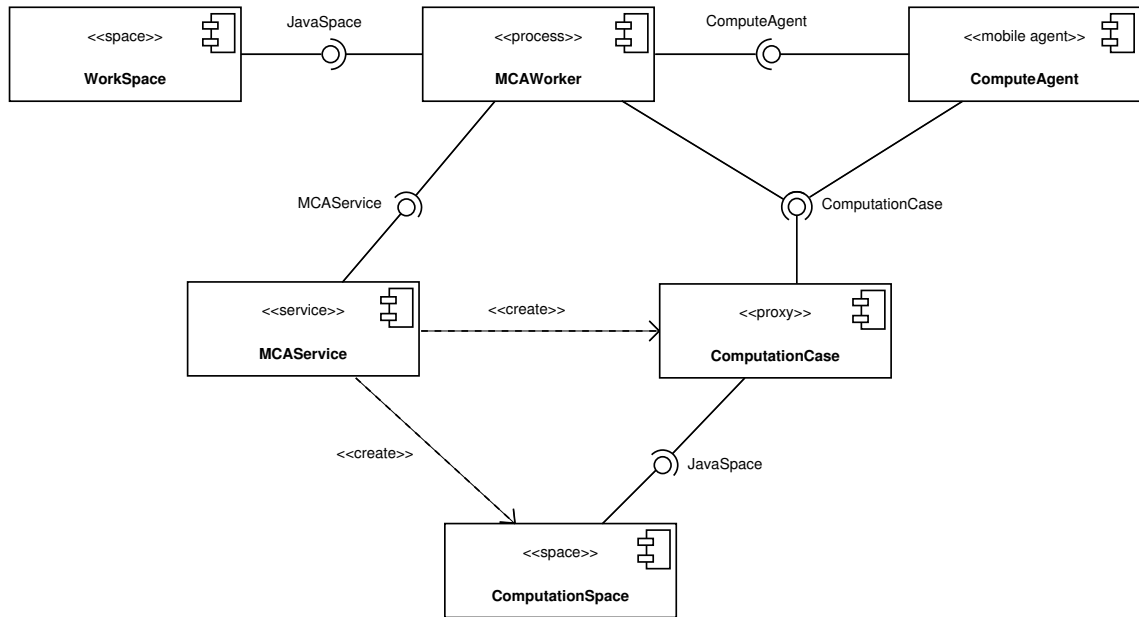 JavaSpace
ComputeAgent
<<space>>
WorkSpace
<<process>>
MCAWorker
<<mobile agent>>
ComputeAgent
MCAService
ComputationCase
<<service>>
MCAService
<<create>>
<<proxy>>
ComputationCase
<<create>>
JavaSpace
<<space>>
ComputationSpace